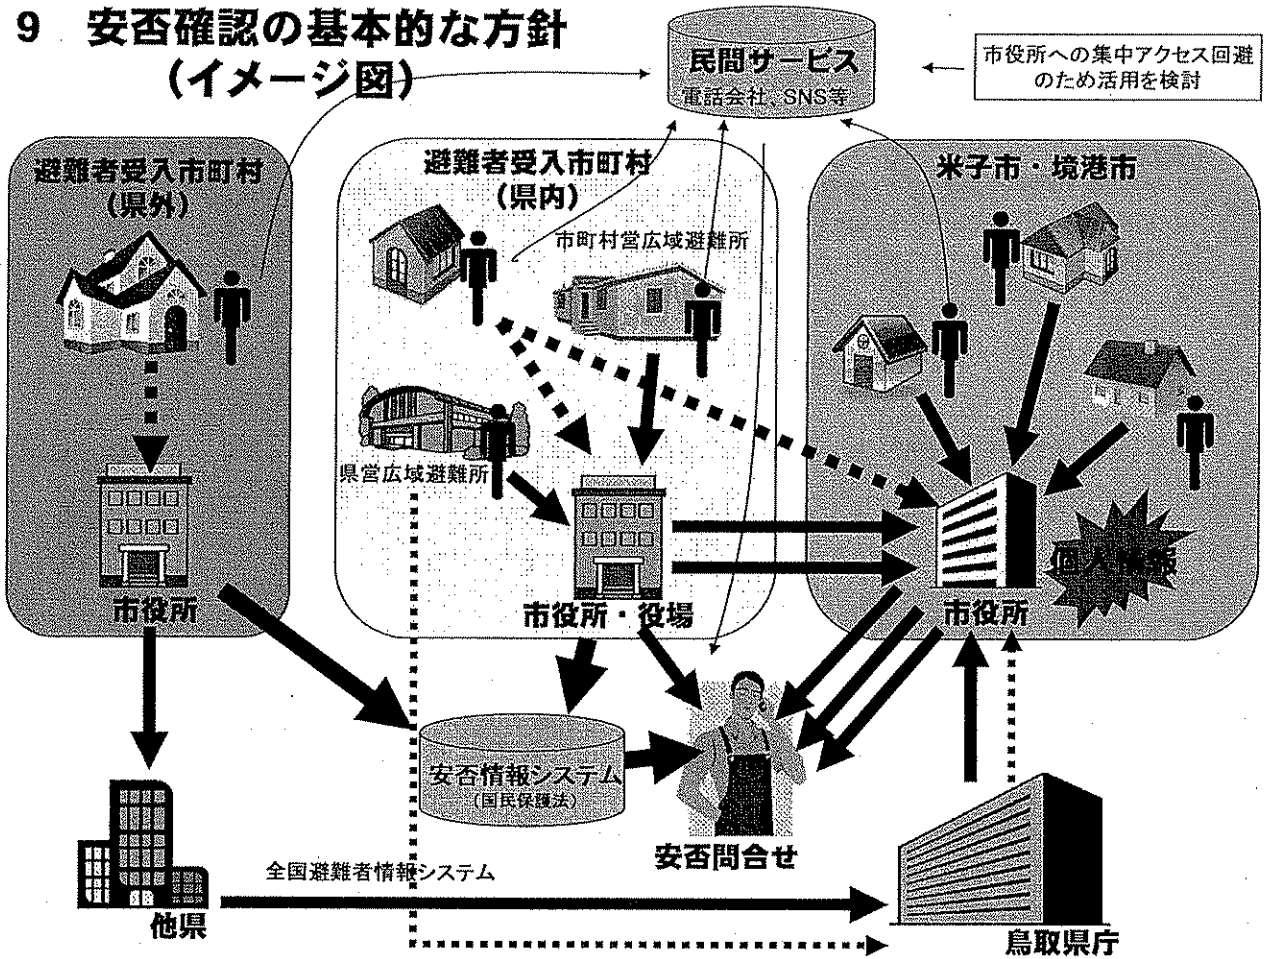 9 安否確認の基本的な方針
(イメージ図)
民間サービス
電話会社、SNS等
市役所への集中アクセス回避
のため活用を検討
避難者受入市町村
(県外)
市役所
避難者受入市町村
(県内)
市町村営広域避難所
県営広域避難所
市役所・役場
米子市・境港市
個人情報
市役所
安否情報システム
(国民保護法)
安否問合せ
全国避難者情報システム
他県
鳥取県庁